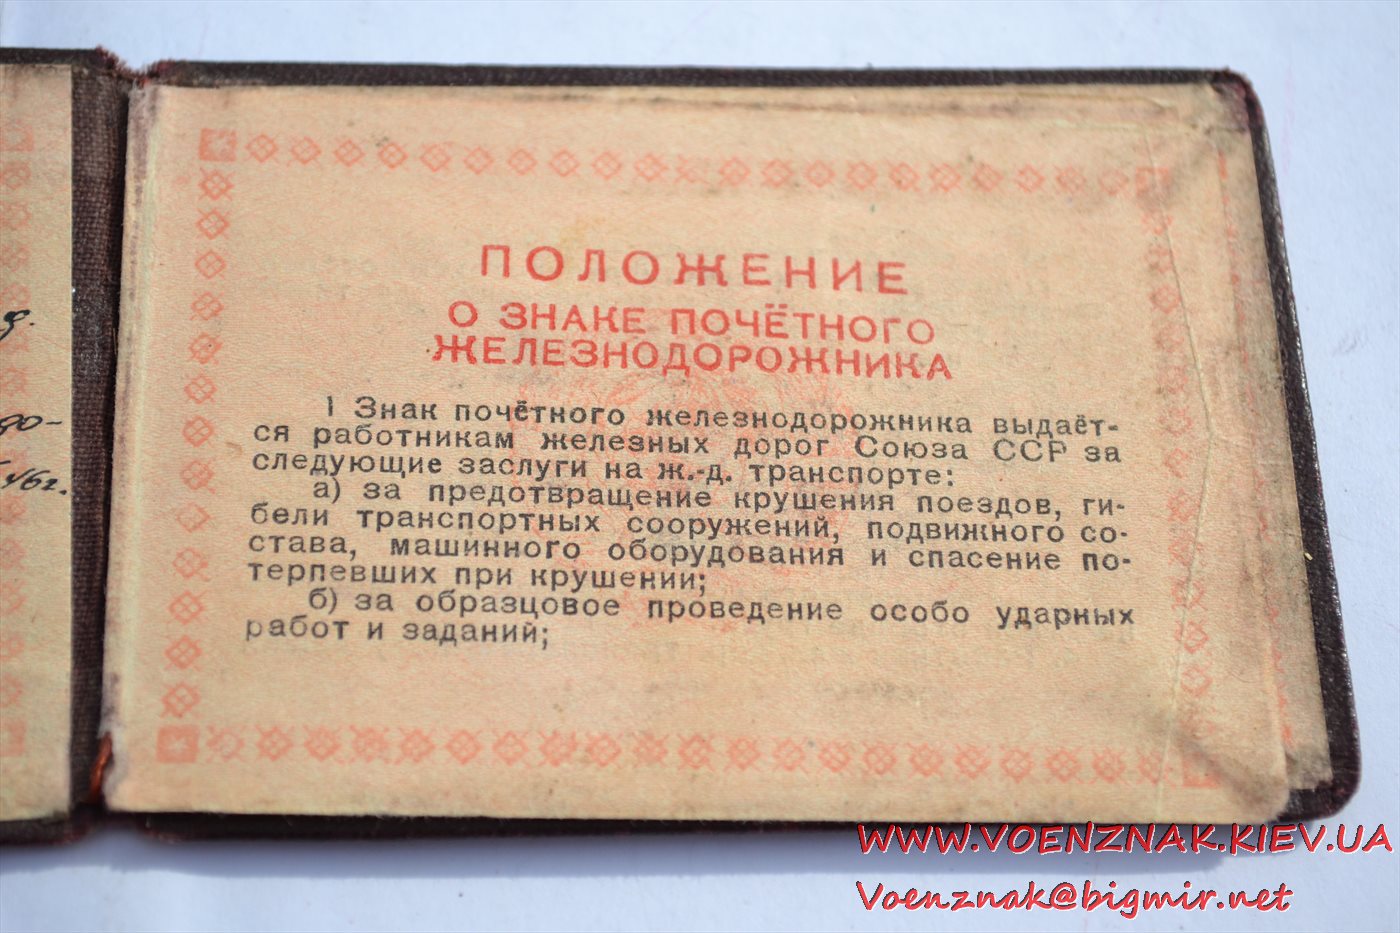 до-
46г.
ПОЛОЖЕНИЕ
О ЗНАКЕ ПОЧЁТНОГО
ЖЕЛЕЗНОДОРОЖНИКА
1 Знак почётного железнодорожника выдаёт-
ся работникам железных дорог Союза ССР за
следующие заслуги на ж.-д. транспорте:
а) за предотвращение крушения поездов, ги-
бели транспортных сооружений, подвижного со-
става, машинного оборудования и спасение по-
терпевших при крушении;
б) за образцовое проведение особо ударных
работ и заданий;
WWW.VOENZNAK.KIEV.UA
Voenznak@bigmir.net